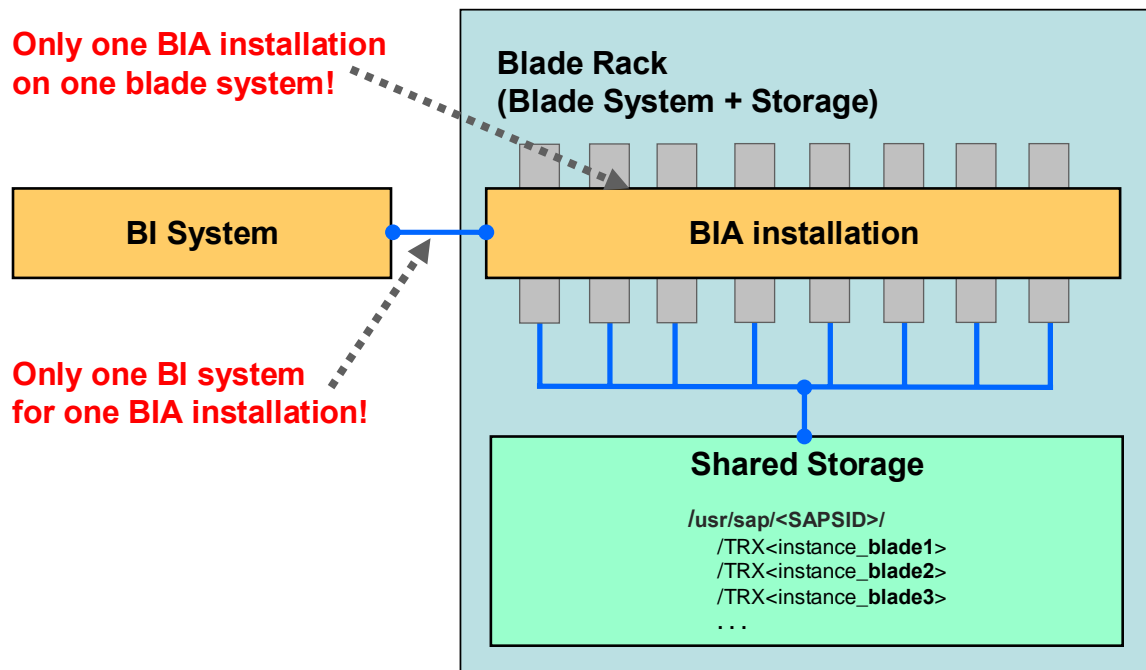 Only one BIA installation
on one blade system!
Blade Rack
(Blade System + Storage)
BI System
BIA installation
Only one BI system
for one BIA installation!
Shared Storage
/usr/sap/<SAPSID>/
/TRX<instance_blade1>
/TRX<instance_blade2>
/TRX<instance_blade3>
. . .